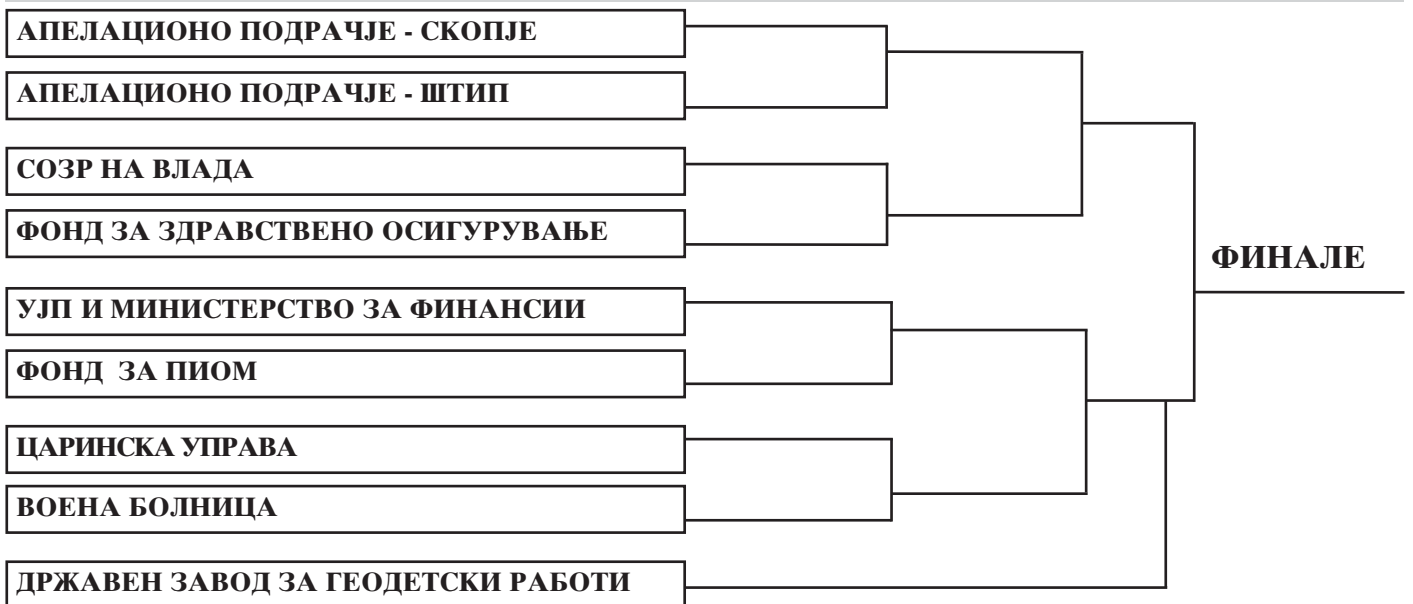 АПЕЛАЦИОНО ПОДРАЧЈЕ - СКОПЈЕ
АПЕЛАЦИОНО ПОДРАЧЈЕ - ШТИП
СОЗР НА ВЛАДА
ФОНД ЗА ЗДРАВСТВЕНО ОСИГУРУВАЊЕ
ФИНАЛЕ
УЈП И МИНИСТЕРСТВО ЗА ФИНАНСИИ
ФОНД ЗА ПИОМ
ЦАРИНСКА УПРАВА
ВОЕНА БОЛНИЦА
ДРЖАВЕН ЗАВОД ЗА ГЕОДЕТСКИ РАБОТИ